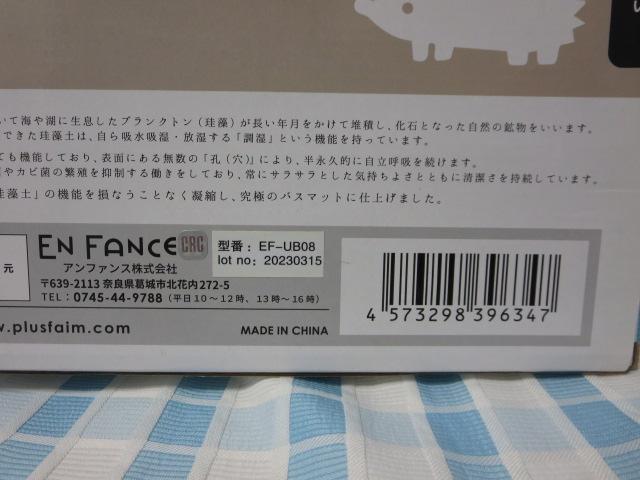 いて海や湖に生息したプランクトン（珪藻）が長い年月をかけて堆積し、化石となった自然の鉱物をいいます。
できた珪藻土は、自ら吸水吸湿・放湿する「調湿」という機能を持っています。
ても機能しており、表面にある無数の「孔（穴）」により、半永久的に自立呼吸を続けます。
やカビ菌の繁殖を抑制する働きをしており、常にサラサラとした気持ちよさとともに清潔さを持続しています。
珪藻土」の機能を損なうことなく凝縮し、究極のバスマットに仕上げました。
元
EN FANCE CRC
アンファンス株式会社
型番：EF-UB08
lot no: 20230315
〒639-2113 奈良県葛城市北花内272-5
TEL：0745-44-9788（平日10～12時、13時～16時）
w.plusfaim.com
MADE IN CHINA
4 573298 396347